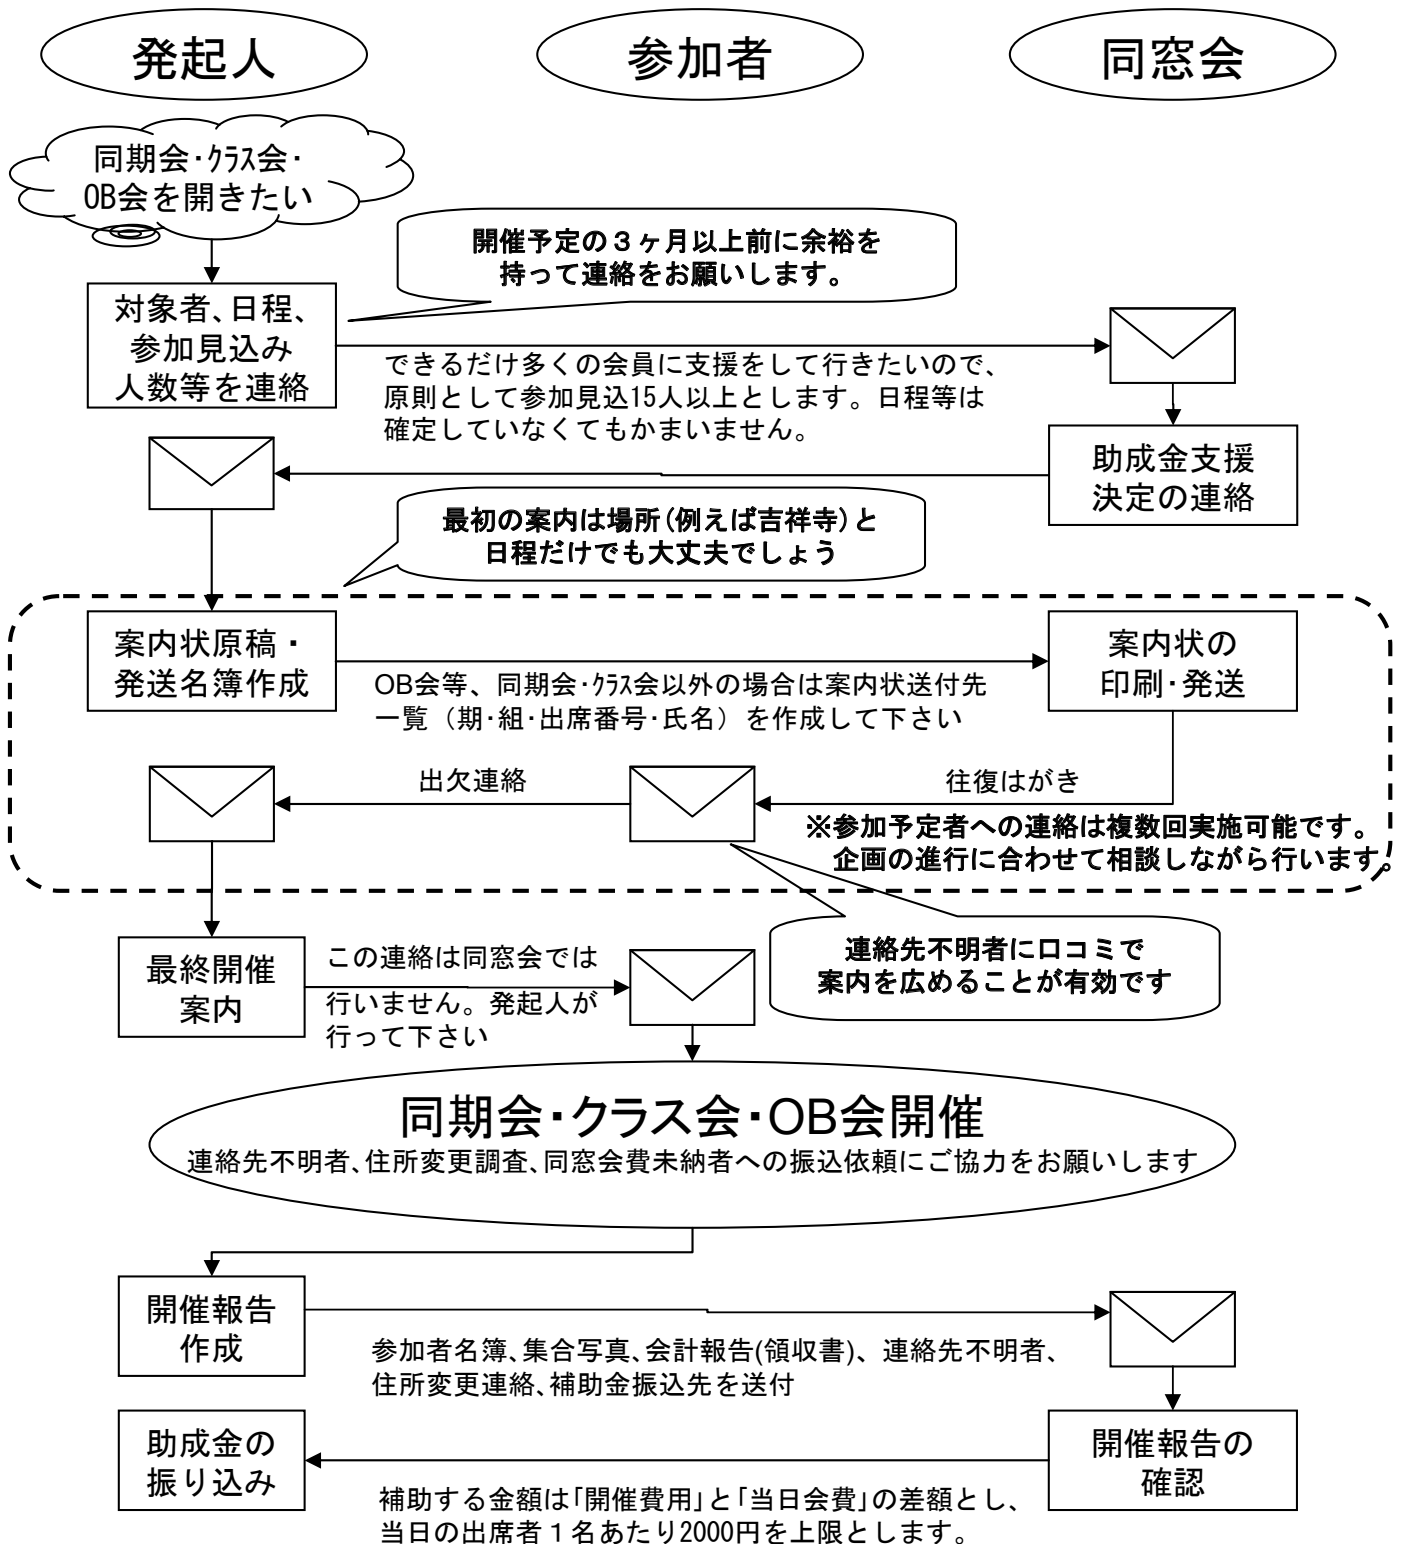 発起人
参加者
同窓会
同期会・クラス会・
OB会を開きたい
開催予定の３ヶ月以上前に余裕を
持って連絡をお願いします。
対象者、日程、
参加見込み
人数等を連絡
できるだけ多くの会員に支援をして行きたいので、
原則として参加見込15人以上とします。日程等は
確定していなくてもかまいません。
助成金支援
決定の連絡
最初の案内は場所(例えば吉祥寺)と
日程だけでも大丈夫でしょう
案内状原稿・
発送名簿作成
案内状の
印刷・発送
OB会等、同期会・クラス会以外の場合は案内状送付先
一覧（期・組・出席番号・氏名）を作成して下さい
出欠連絡
往復はがき
※参加予定者への連絡は複数回実施可能です。
企画の進行に合わせて相談しながら行います。
連絡先不明者に口コミで
案内を広めることが有効です
最終開催
案内
この連絡は同窓会では
行いません。発起人が
行って下さい
同期会・クラス会・OB会開催
連絡先不明者、住所変更調査、同窓会費未納者への振込依頼にご協力をお願いします
開催報告
作成
参加者名簿、集合写真、会計報告(領収書)、連絡先不明者、
住所変更連絡、補助金振込先を送付
助成金の
振り込み
開催報告の
確認
補助する金額は「開催費用」と「当日会費」の差額とし、
当日の出席者１名あたり2000円を上限とします。